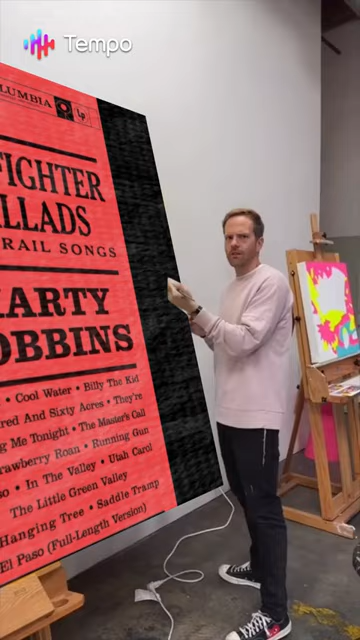 Tempo
LUMBIA
FIGHTER
LLADS
RAIL SONGS
ARTY
OBBINS
• Cool Water • Billy The Kid
red And Sixty Acres • They're
g Me Tonight • The Master's Call
rawberry Roan • Running Gun
so • In The Valley • Utah Carol
The Little Green Valley
Hanging Tree • Saddle Tramp
El Paso (Full-Length Version)